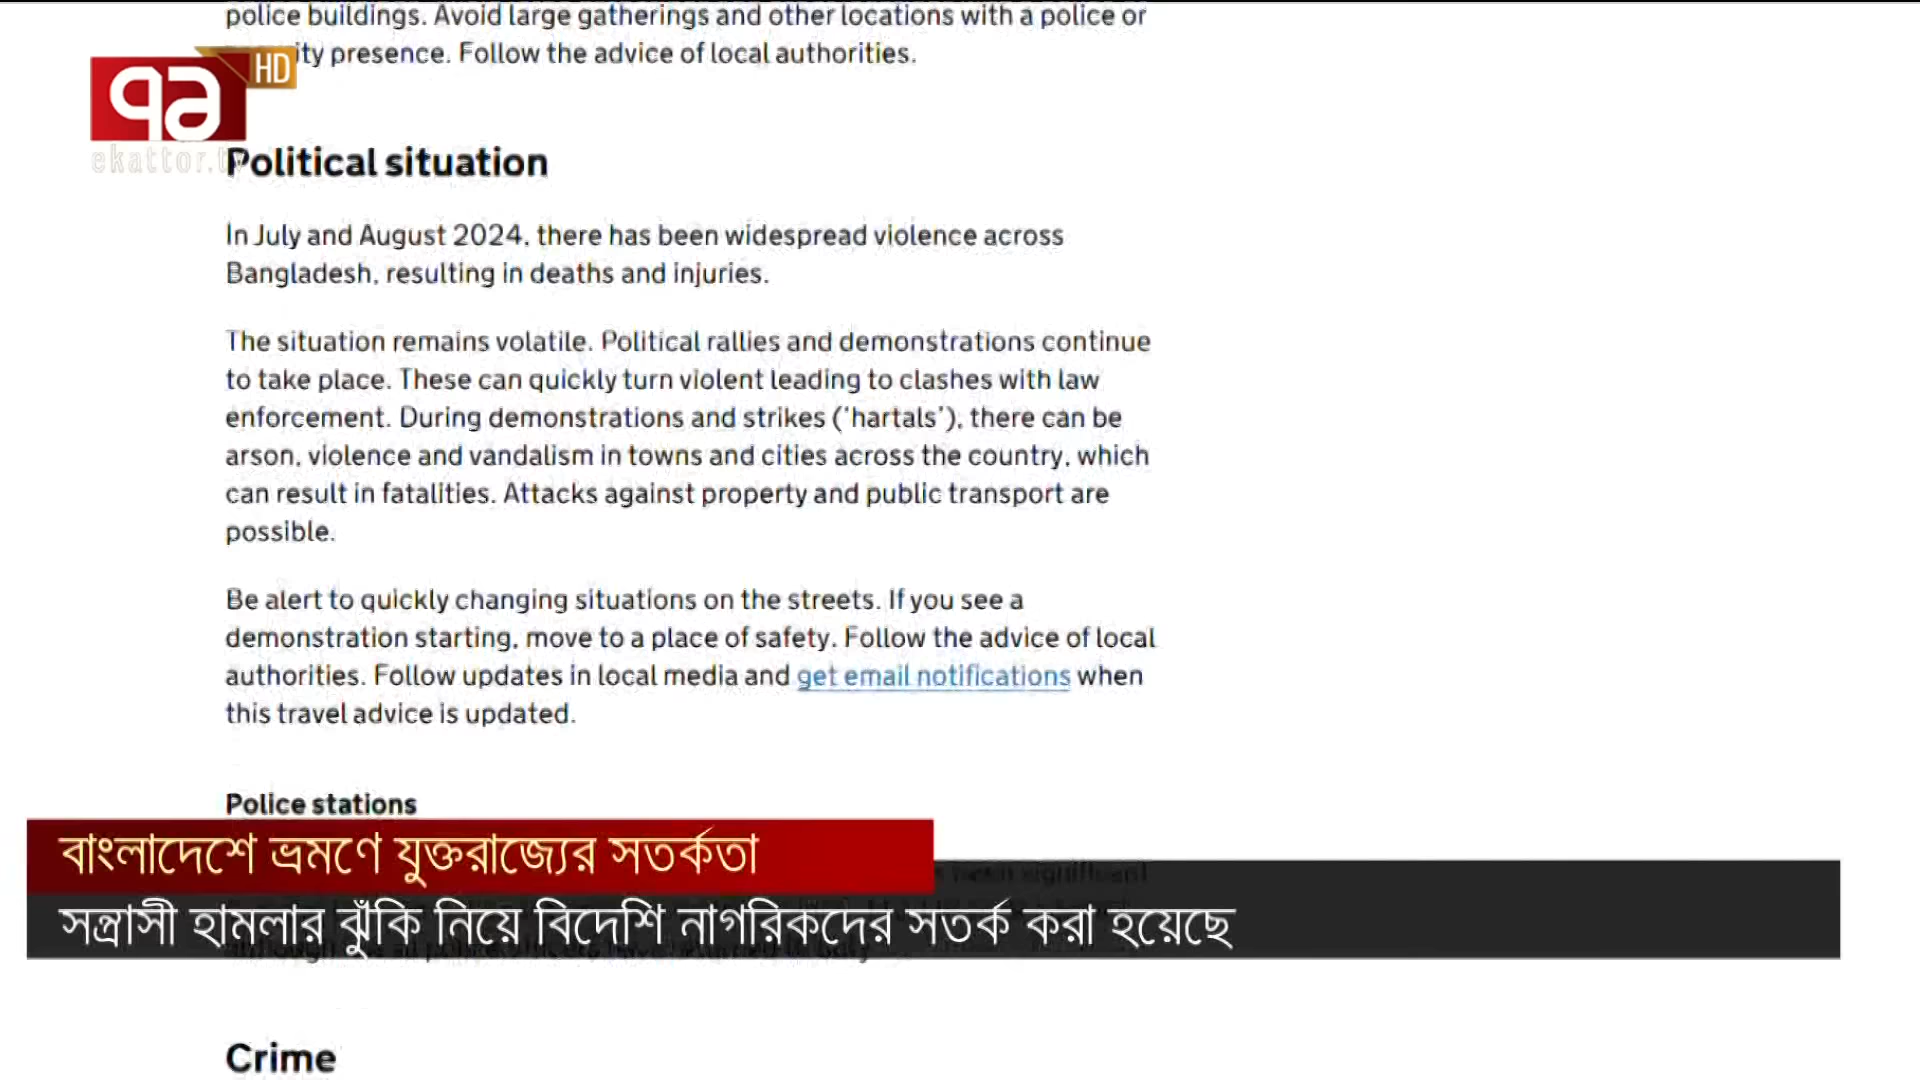 police buildings. Avoid large gatherings and other locations with a police or
ity presence. Follow the advice of local authorities.
HD
৭১
ekattor.tv
Political situation
In July and August 2024, there has been widespread violence across
Bangladesh, resulting in deaths and injuries.
The situation remains volatile. Political rallies and demonstrations continue
to take place. These can quickly turn violent leading to clashes with law
enforcement. During demonstrations and strikes (‘hartals’), there can be
arson, violence and vandalism in towns and cities across the country, which
can result in fatalities. Attacks against property and public transport are
possible.
Be alert to quickly changing situations on the streets. If you see a
demonstration starting, move to a place of safety. Follow the advice of local
authorities. Follow updates in local media and get email notifications when
this travel advice is updated.
Police stations
বাংলাদেশে ভ্রমণে যুক্তরাজ্যের সতর্কতা
সন্ত্রাসী হামলার ঝুঁকি নিয়ে বিদেশি নাগরিকদের সতর্ক করা হয়েছে
Crime